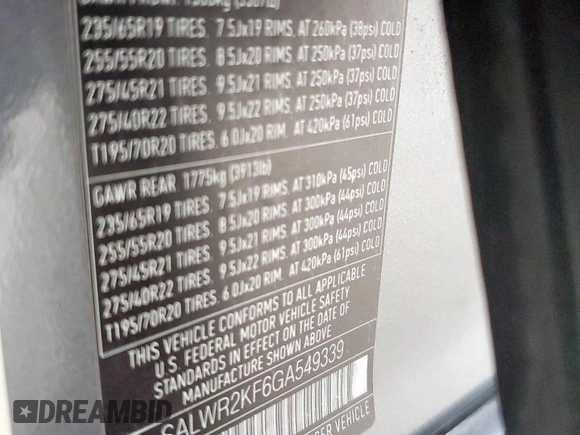 235/65R19 TIRES. 7 5Jx19 RIMS. AT 260kPa (38psi) COLD
255/55R20 TIRES. 8 5Jx20 RIMS. AT 250kPa (37psi) COLD
275/45R21 TIRES. 9 5Jx21 RIMS. AT 250kPa (37psi) COLD
275/40R22 TIRES. 9 5Jx22 RIMS. AT 250kPa (37psi) COLD
T195/70R20 TIRES. 6 0Jx20 RIM. AT 420kPa (61psi) COLD
GAWR REAR 1775kg (3913lb)
235/65R19 TIRES. 7 5Jx19 RIMS. AT 310kPa (45psi) COLD
255/55R20 TIRES. 8 5Jx20 RIMS. AT 300kPa (44psi) COLD
275/45R21 TIRES. 9 5Jx21 RIMS. AT 300kPa (44psi) COLD
275/40R22 TIRES. 9 5Jx22 RIMS. AT 300kPa (44psi) COLD
T195/70R20 TIRES. 6 0Jx20 RIM. AT 420kPa (61psi) COLD
THIS VEHICLE CONFORMS TO ALL APPLICABLE
U.S. FEDERAL MOTOR VEHICLE SAFETY
STANDARDS IN EFFECT ON THE DATE OF
MANUFACTURE SHOWN ABOVE
SALWR2KF6GA549339
VEHICLE
DREAMBID